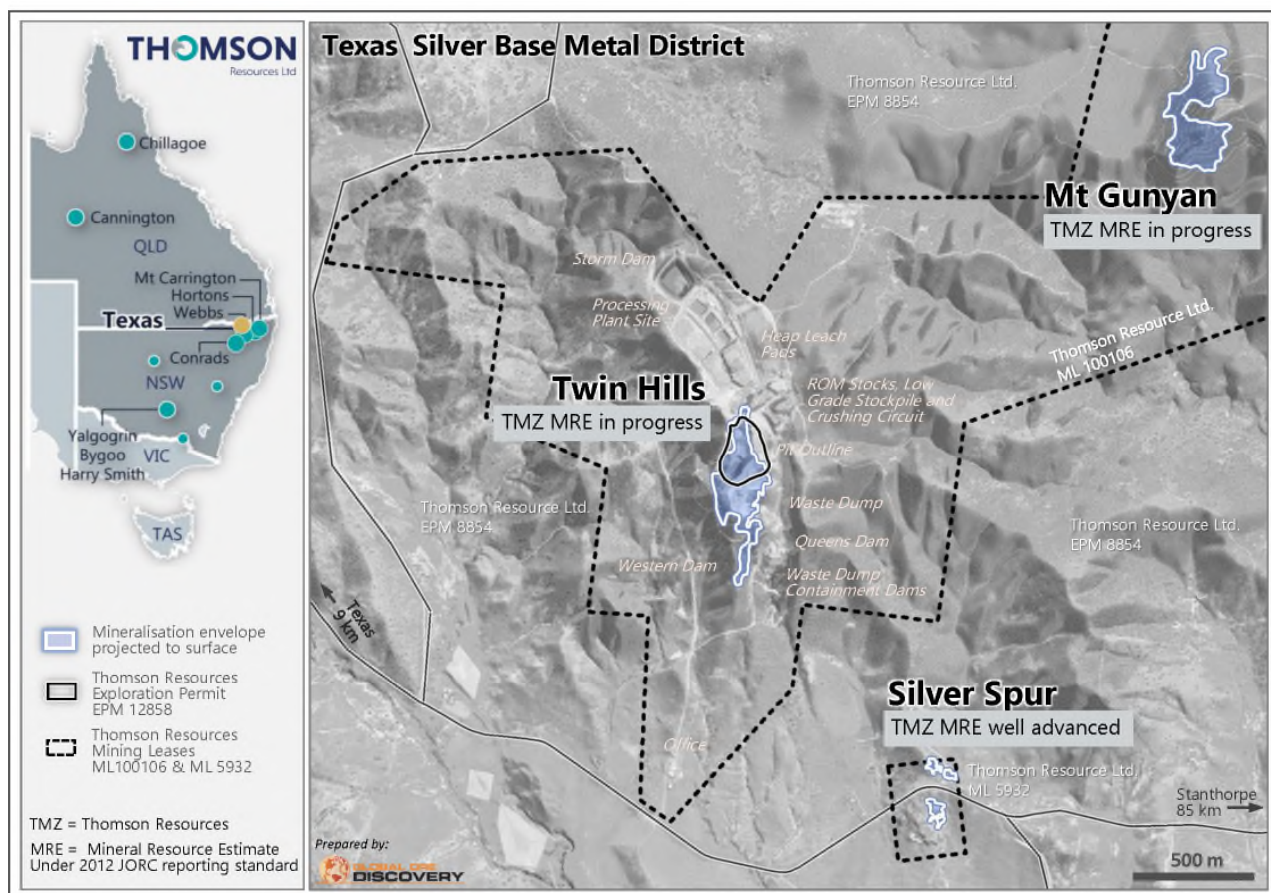 THOMSON
Resources Ltd
Chillagoe
Cannington
QLD
Mt Carrington
Hortons
Webbs
Texas
Conrads
NSW
Yalgogrin
Bygoo
Harry Smith
VIC
TAS
Mineralisation envelope
projected to surface
Thomson Resources
Exploration Permit
EPM 12858
Thomson Resources
Mining Leases
ML100106 & ML 5932
TMZ = Thomson Resources
MRE = Mineral Resource Estimate
Under 2012 JORC reporting standard
Texas Silver Base Metal District
Thomson Resource Ltd.
EPM 8854
Mt Gunyan
TMZ MRE in progress
Storm Dam
Processing
Plant Site
Heap Leach
Pads
Thomson Resource Ltd.
ML 100106
Twin Hills
TMZ MRE in progress
ROM Stocks, Low
Grade Stockpile and
Crushing Circuit
Pit Outline
Thomson Resource Ltd.
EPM 8854
Waste Dump
Queens Dam
Thomson Resource Ltd.
EPM 8854
Western Dam
Waste Dump
Containment Dams
Texas
9 km
Silver Spur
TMZ MRE well advanced
Office
Thomson Resource Ltd.
ML 5932
Stanthorpe
85 km
Prepared by:
GLOBAL ORE
DISCOVERY
500 m